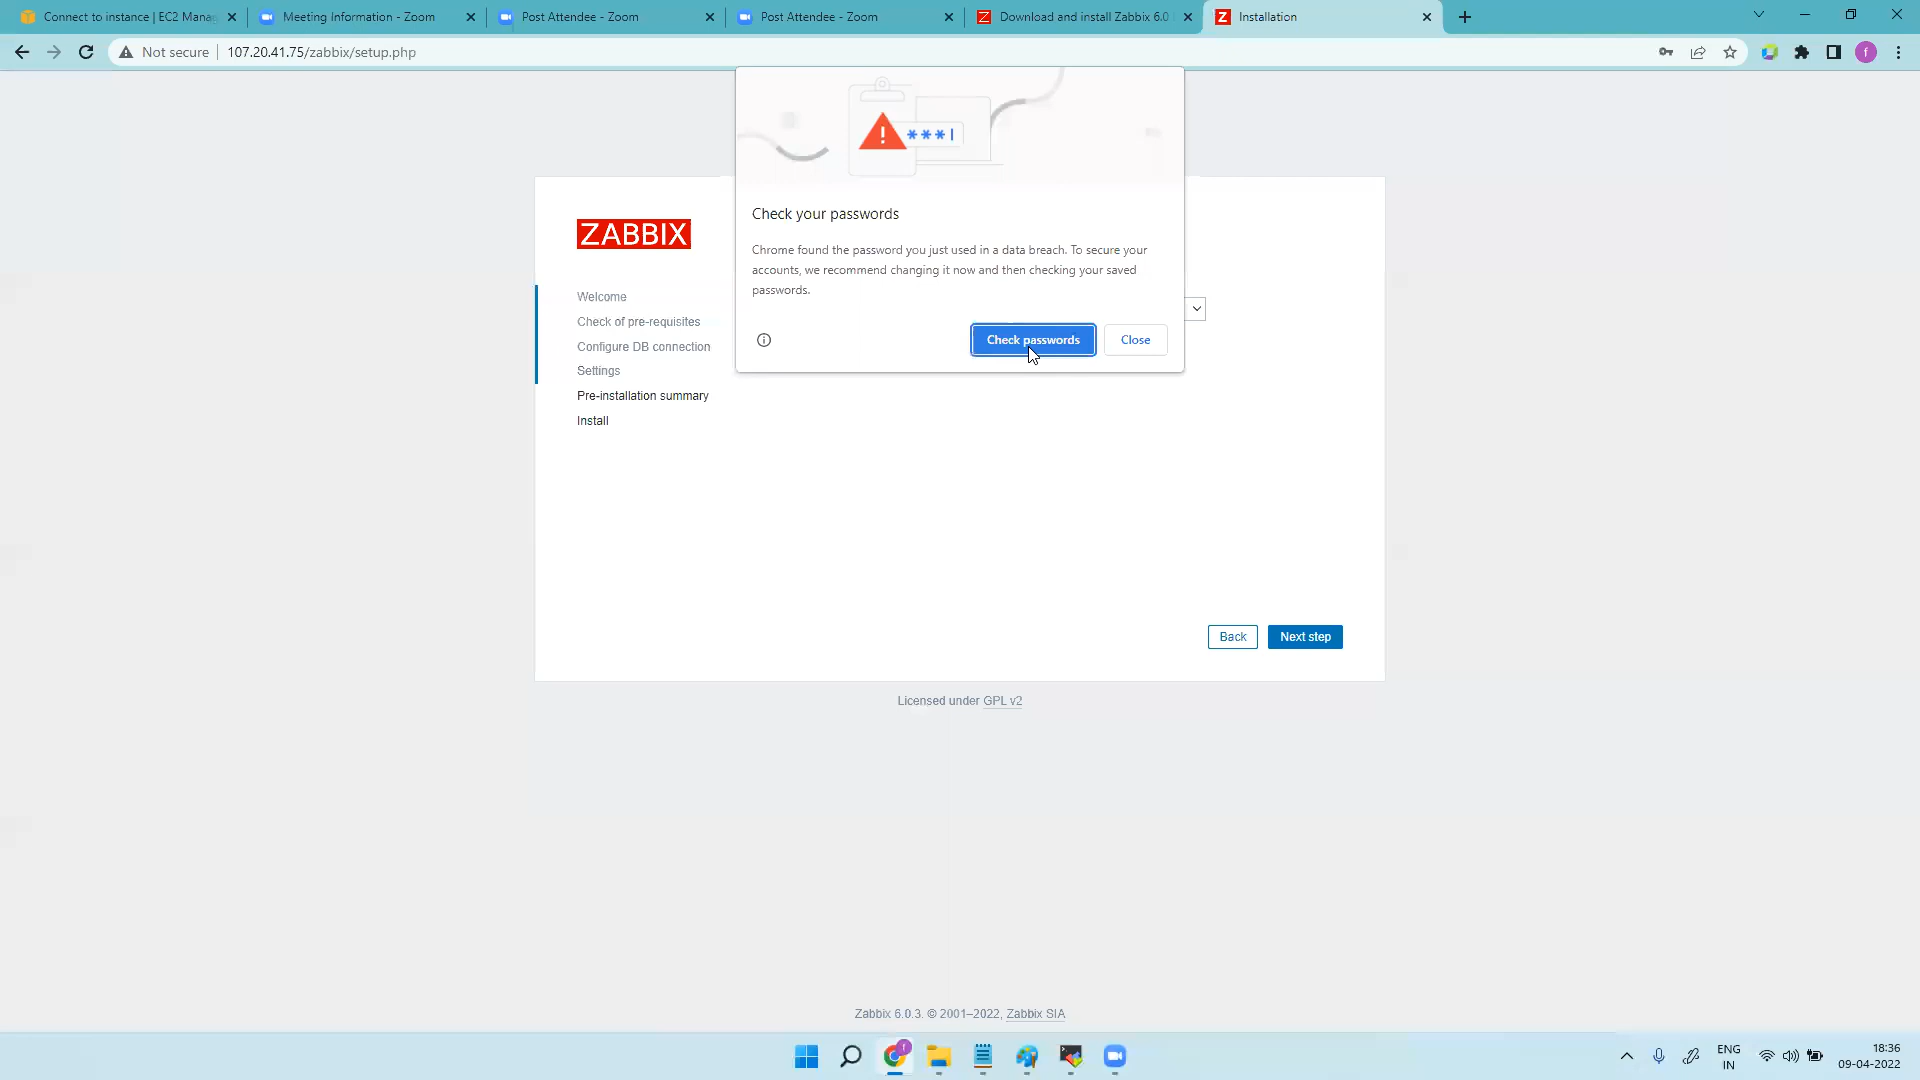 Connect to instance | EC2 Mana
Meeting Information - Zoom
Post Attendee - Zoom
Post Attendee - Zoom
Download and install Zabbix 6.0
Installation
Not secure
107.20.41.75/zabbix/setup.php
f
***|
Check your passwords
Chrome found the password you just used in a data breach. To secure your
accounts, we recommend changing it now and then checking your saved
passwords.
Check passwords
Close
ZABBIX
Welcome
Check of pre-requisites
Configure DB connection
Settings
Pre-installation summary
Install
Back
Next step
Licensed under GPL v2
Zabbix 6.0.3. © 2001–2022, Zabbix SIA
ENG
IN
18:36
09-04-2022